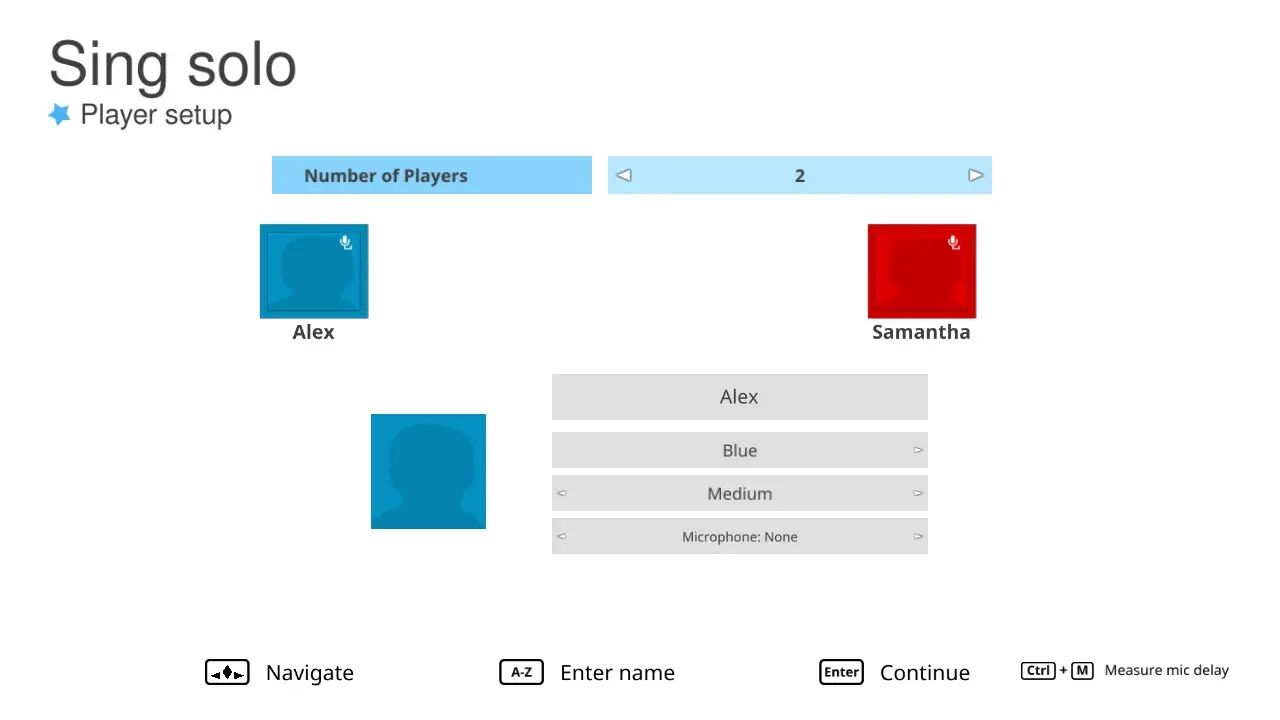 Sing solo
Player setup
Number of Players
2
Alex
Samantha
Alex
Blue
Medium
Microphone: None
Navigate
A-Z Enter name
Enter Continue
Ctrl + M Measure mic delay